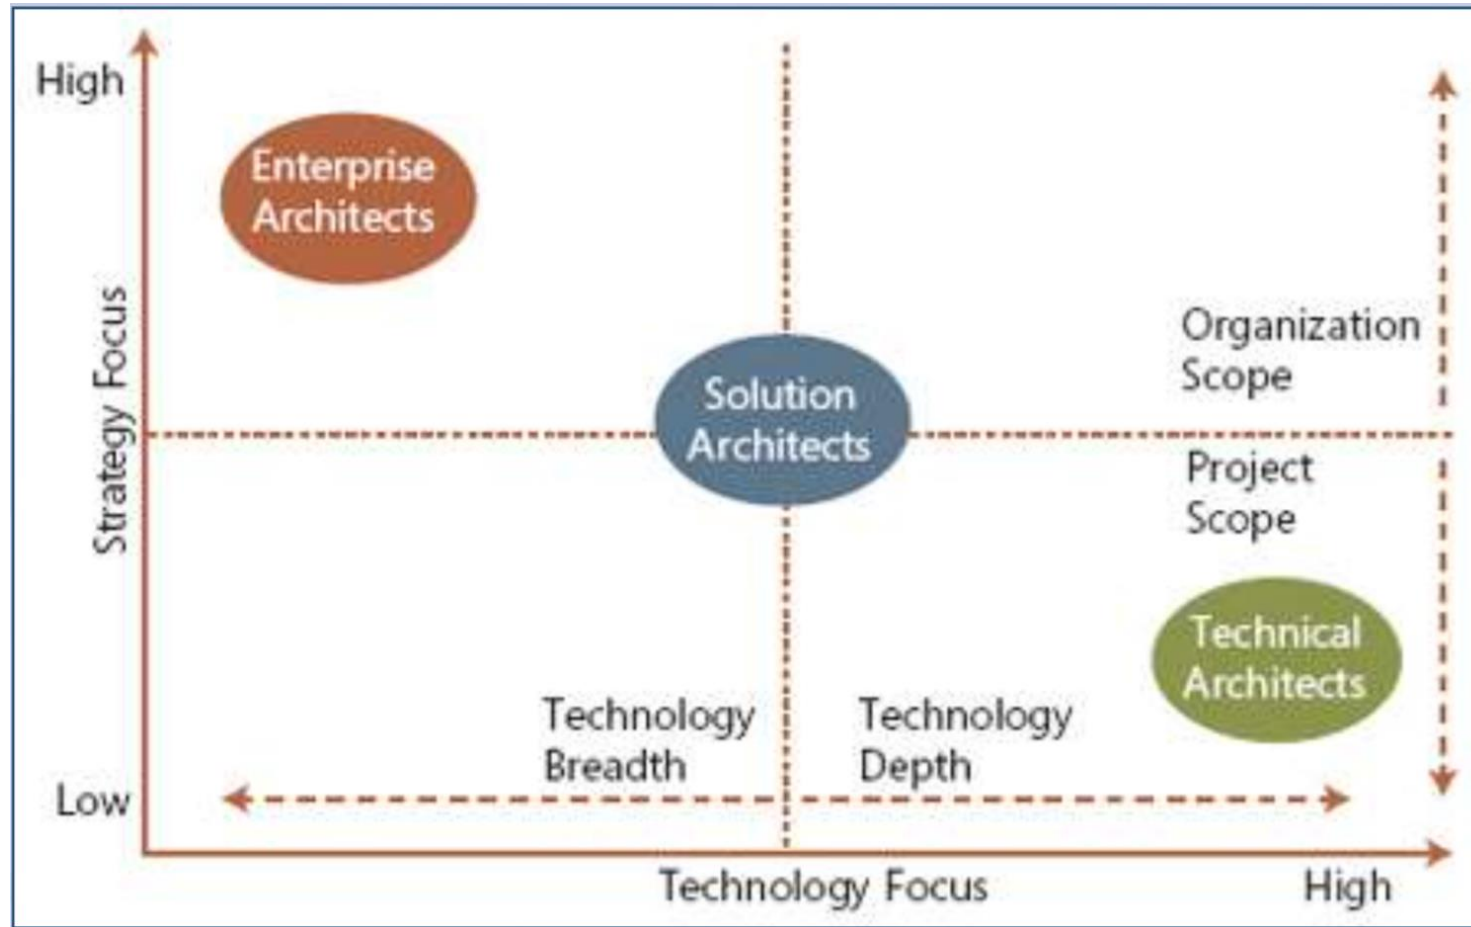 High
Enterprise
Architects
Strategy Focus
Solution
Architects
Organization
Scope
Project
Scope
Technical
Architects
Technology
Breadth
Technology
Depth
Low
Technology Focus
High